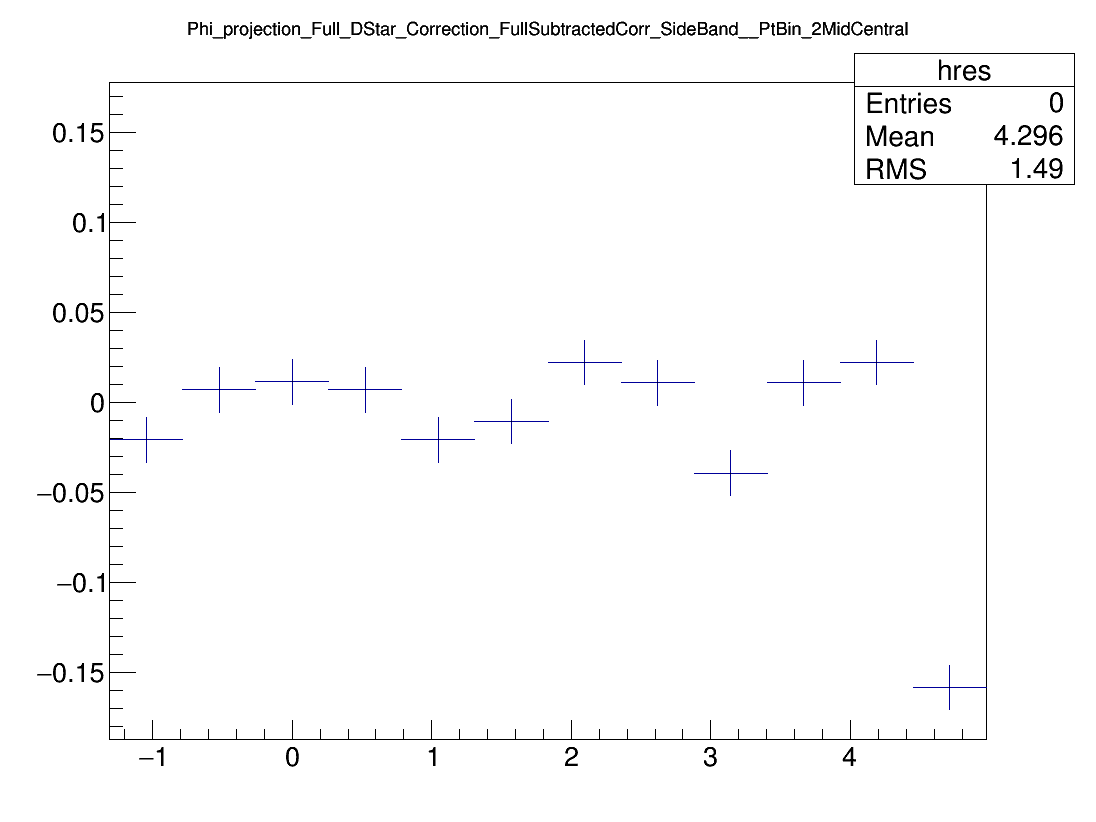 Phi_projection_Full_DStar_Correction_FullSubtractedCorr_SideBand__PtBin_2MidCentral
hres
Entries 0
Mean 4.296
RMS 1.49
0.15
0.1
0.05
0
−0.05
−0.1
−0.15
−1 0 1 2 3 4